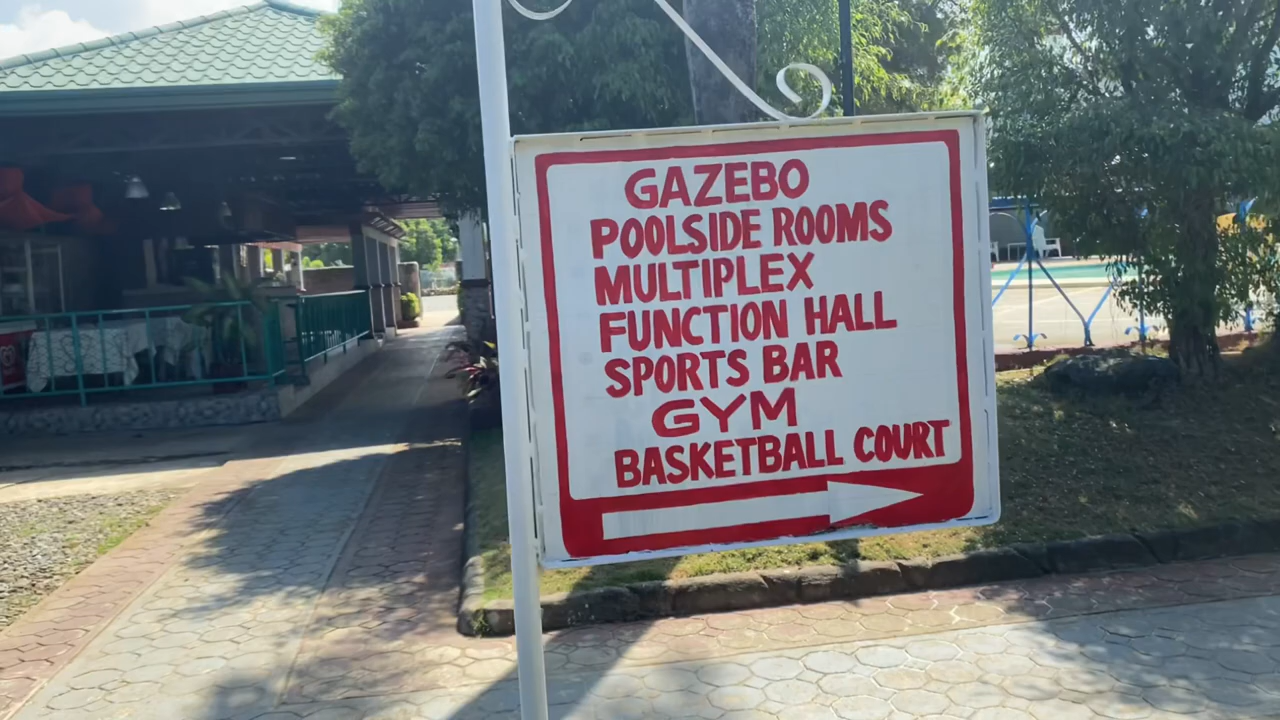 GAZEBO
POOLSIDE ROOMS
MULTIPLEX
FUNCTION HALL
SPORTS BAR
GYM
BASKETBALL COURT